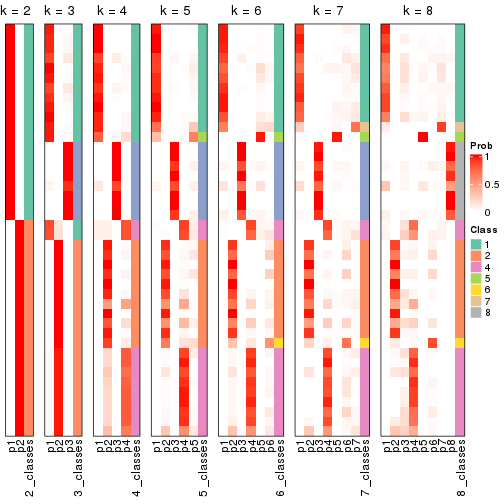 k = 2 k = 3 k = 4 k = 5 k = 6 k = 7 k = 8
Prob
1
0.5
0
Class
1
2
4
5
6
7
8
p1 p2 2_classes
p1 p2 p3 3_classes
p1 p2 p3 p4 4_classes
p1 p2 p3 p4 p5 5_classes
p1 p2 p3 p4 p5 p6 6_classes
p1 p2 p3 p4 p5 p6 p7 7_classes
p1 p2 p3 p4 p5 p6 p7 p8 8_classes